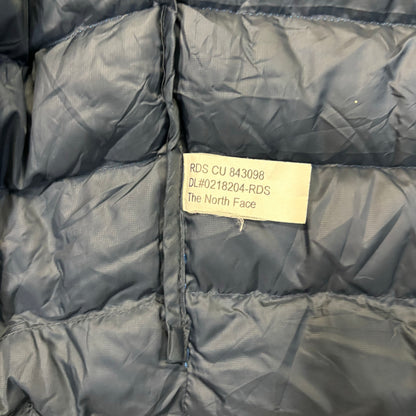 RDS CU 843098
DL#0218204-RDS
The North Face